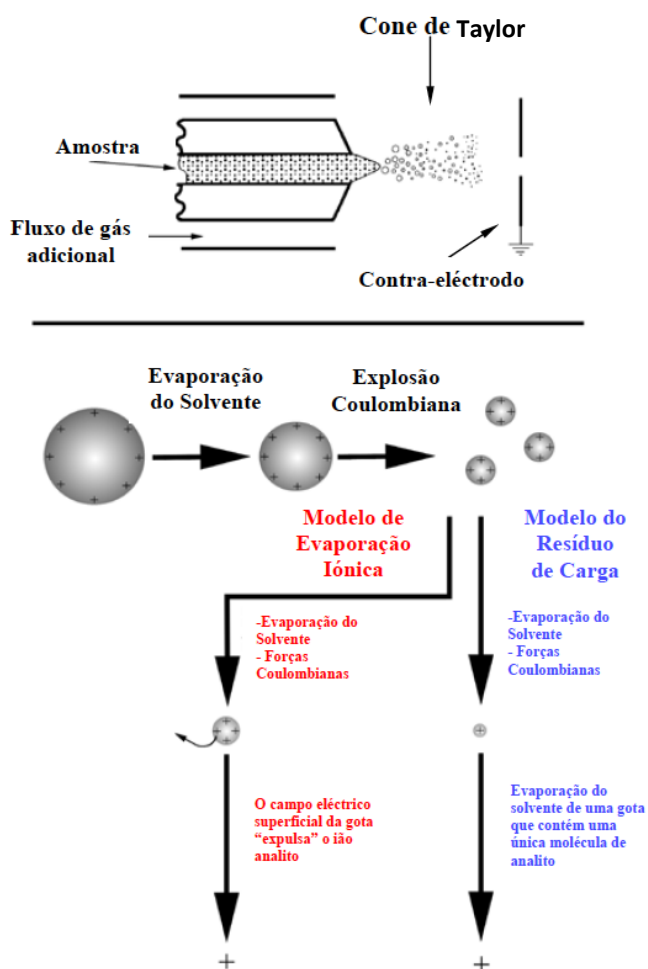 Cone de Taylor
Amostra
Fluxo de gás
adicional
Contra-eléctrodo
Evaporação
do Solvente
Explosão
Coulombiana
Modelo de
Evaporação
Iónica
Modelo do
Resíduo
de Carga
-Evaporação do
Solvente
- Forças
Coulombianas
-Evaporação do
Solvente
- Forças
Coulombianas
O campo eléctrico
superficial da gota
“expulsa” o ião
analito
Evaporação do
solvente de uma gota
que contém uma
única molécula de
analito